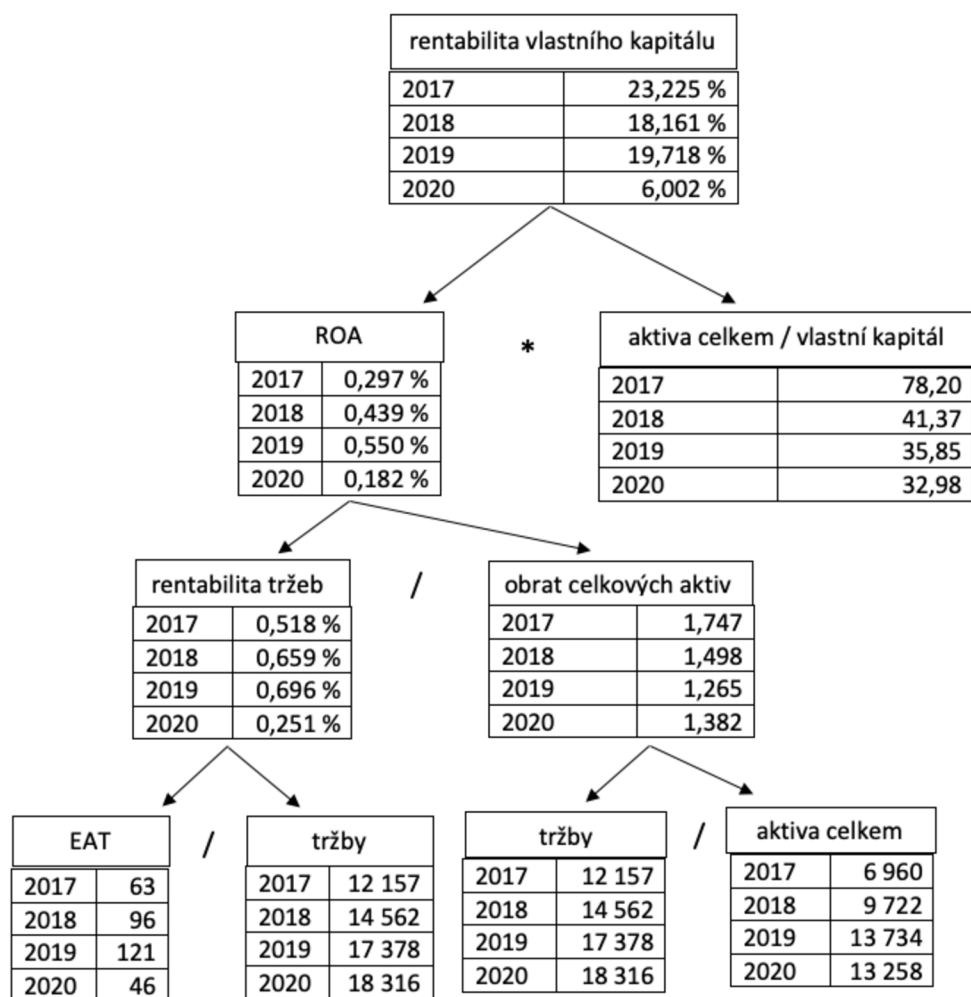 rentabilita vlastního kapitálu
2017 23,225 %
2018 18,161 %
2019 19,718 %
2020 6,002 %
ROA
2017 0,297 %
2018 0,439 %
2019 0,550 %
2020 0,182 %
*
aktiva celkem / vlastní kapitál
2017 78,20
2018 41,37
2019 35,85
2020 32,98
rentabilita tržeb
2017 0,518 %
2018 0,659 %
2019 0,696 %
2020 0,251 %
/
obrat celkových aktiv
2017 1,747
2018 1,498
2019 1,265
2020 1,382
EAT
2017 63
2018 96
2019 121
2020 46
/
tržby
2017 12 157
2018 14 562
2019 17 378
2020 18 316
tržby
2017 12 157
2018 14 562
2019 17 378
2020 18 316
/
aktiva celkem
2017 6 960
2018 9 722
2019 13 734
2020 13 258